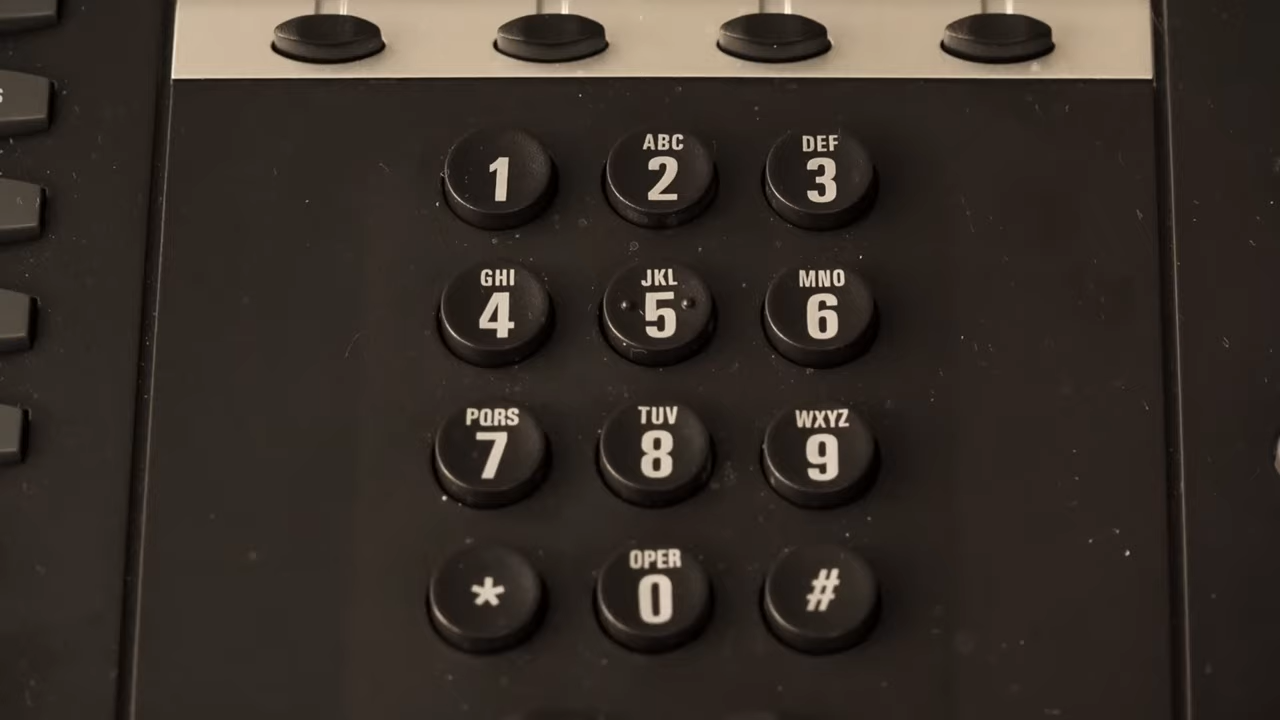 S
1
ABC
2
DEF
3
GHI
4
JKL
5
MNO
6
PQRS
7
TUV
8
WXYZ
9
*
OPER
0
#